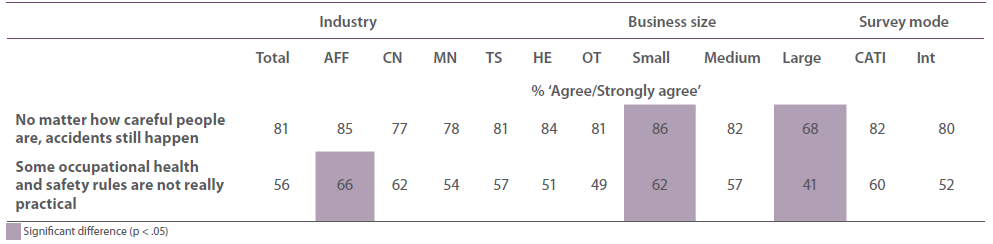 Industry Business size Survey mode
Total AFF CN MN TS HE OT Small Medium Large CATI Int
% ‘Agree/Strongly agree’
No matter how careful people
are, accidents still happen 81 85 77 78 81 84 81 86 82 68 82 80
Some occupational health
and safety rules are not really 56 66 62 54 57 51 49 62 57 41 60 52
practical
Significant difference (p < .05)